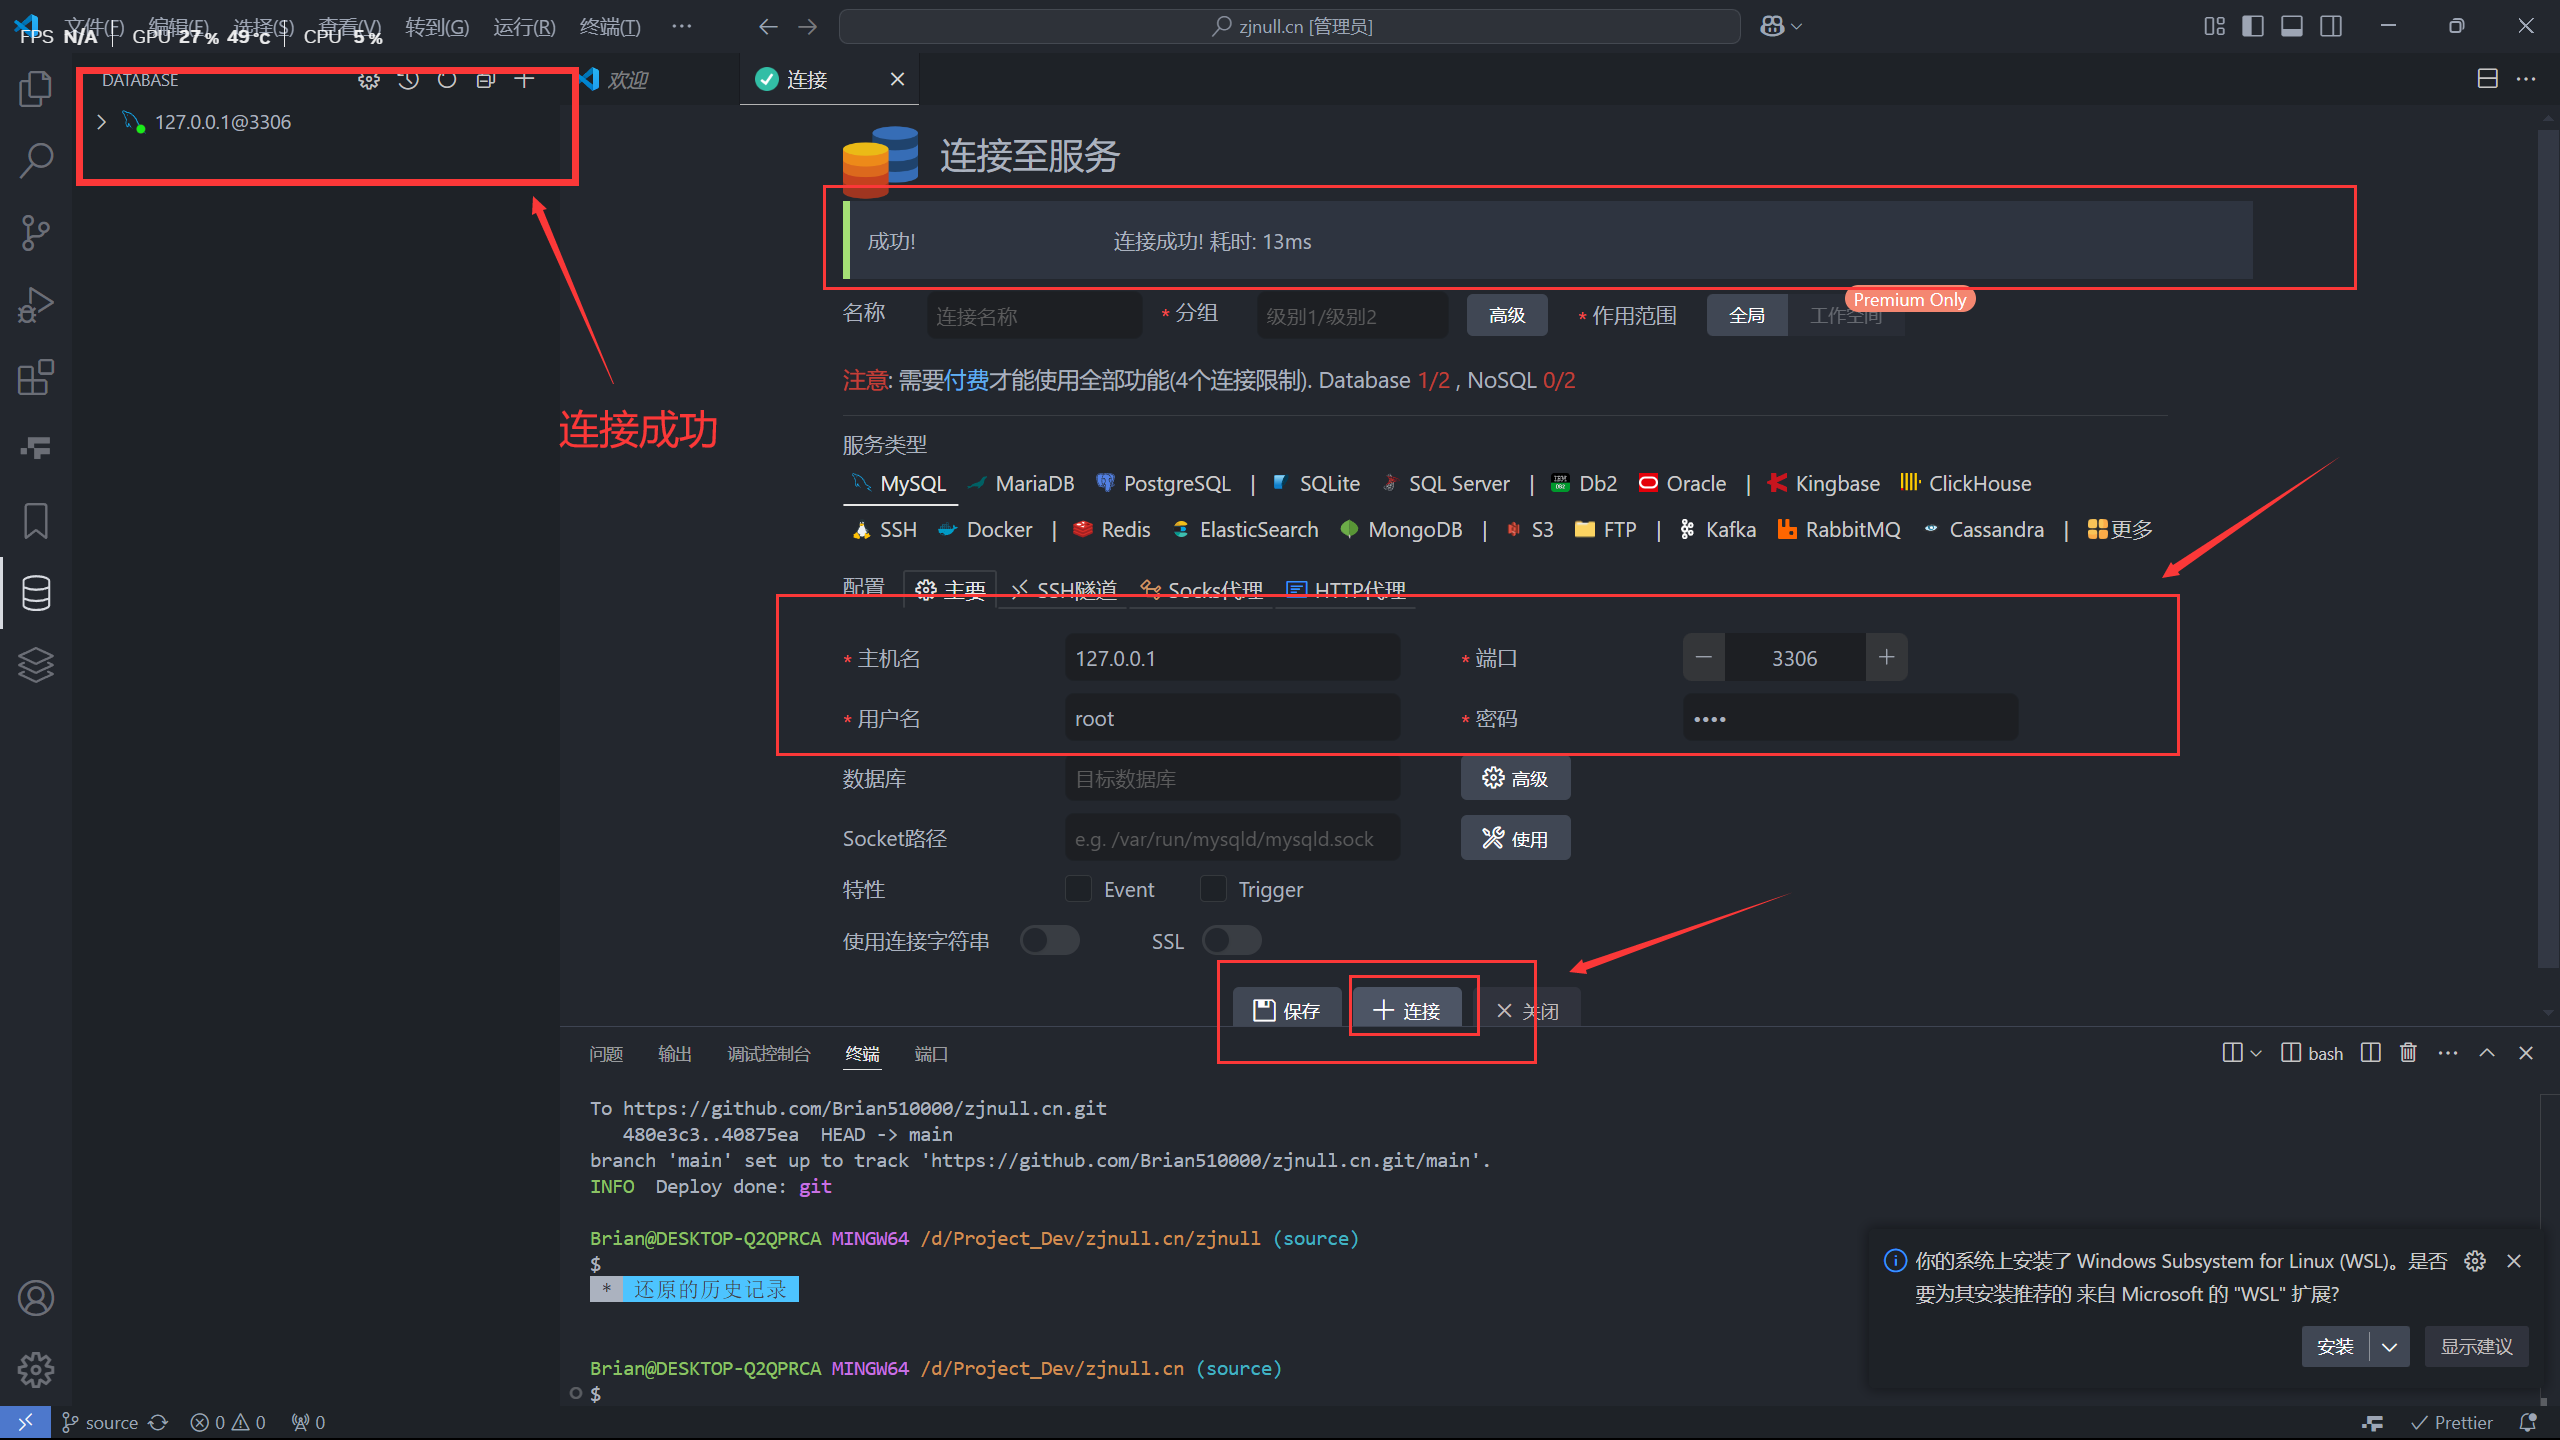 文件(F) 编辑(E) 选择(S) 查看(V) 转到(G) 运行(R) 终端(T) ···
zjnull.cn [管理员]
FPS N/A GPU 27% 49°C CPU 5%
DATABASE
欢迎
连接
127.0.0.1@3306
连接至服务
成功!
连接成功! 耗时: 13ms
Premium Only
名称 连接名称 * 分组 级别1/级别2 高级 * 作用范围 全局 工作空间
注意: 需要付费才能使用全部功能(4个连接限制). Database 1/2 , NoSQL 0/2
连接成功
服务类型
MySQL MariaDB PostgreSQL | SQLite SQL Server | Db2 Oracle | Kingbase ClickHouse
SSH Docker | Redis ElasticSearch MongoDB | S3 FTP | Kafka RabbitMQ Cassandra | 更多
配置 主要 SSH隧道 Socks代理 HTTP代理
* 主机名 127.0.0.1 * 端口 3306
* 用户名 root * 密码 ••••
数据库 目标数据库 高级
Socket路径 e.g. /var/run/mysqld/mysqld.sock 使用
特性 Event Trigger
使用连接字符串 SSL
保存 连接 关闭
问题 输出 调试控制台 终端 端口
bash
To https://github.com/Brian510000/zjnull.cn.git
480e3c3..40875ea HEAD -> main
branch 'main' set up to track 'https://github.com/Brian510000/zjnull.cn.git/main'.
INFO Deploy done: git
Brian@DESKTOP-Q2QPRCA MINGW64 /d/Project_Dev/zjnull.cn/zjnull (source)
$
* 还原的历史记录
Brian@DESKTOP-Q2QPRCA MINGW64 /d/Project_Dev/zjnull.cn (source)
$
你的系统上安装了 Windows Subsystem for Linux (WSL)。是否
要为其安装推荐的 来自 Microsoft 的 "WSL" 扩展?
安装 显示建议
source 0 0 0 Prettier